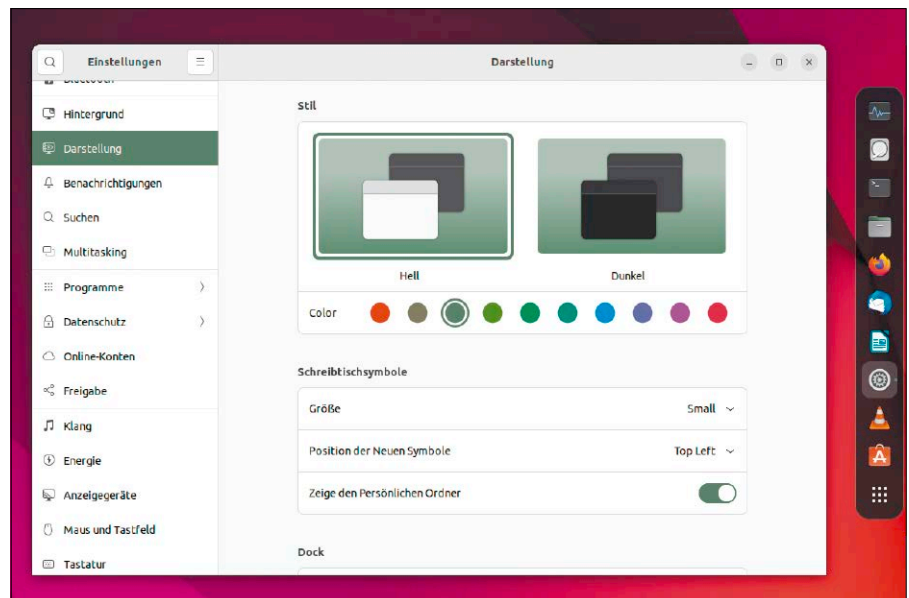 Einstellungen
Darstellung
Bluetooth
Hintergrund
Darstellung
Benachrichtigungen
Suchen
Multitasking
Programme
Datenschutz
Online-Konten
Freigabe
Klang
Energie
Anzeigegeräte
Maus und Tastfeld
Tastatur
Stil
Hell
Dunkel
Color
Schreibtischsymbole
Größe
Small
Position der Neuen Symbole
Top Left
Zeige den Persönlichen Ordner
Dock